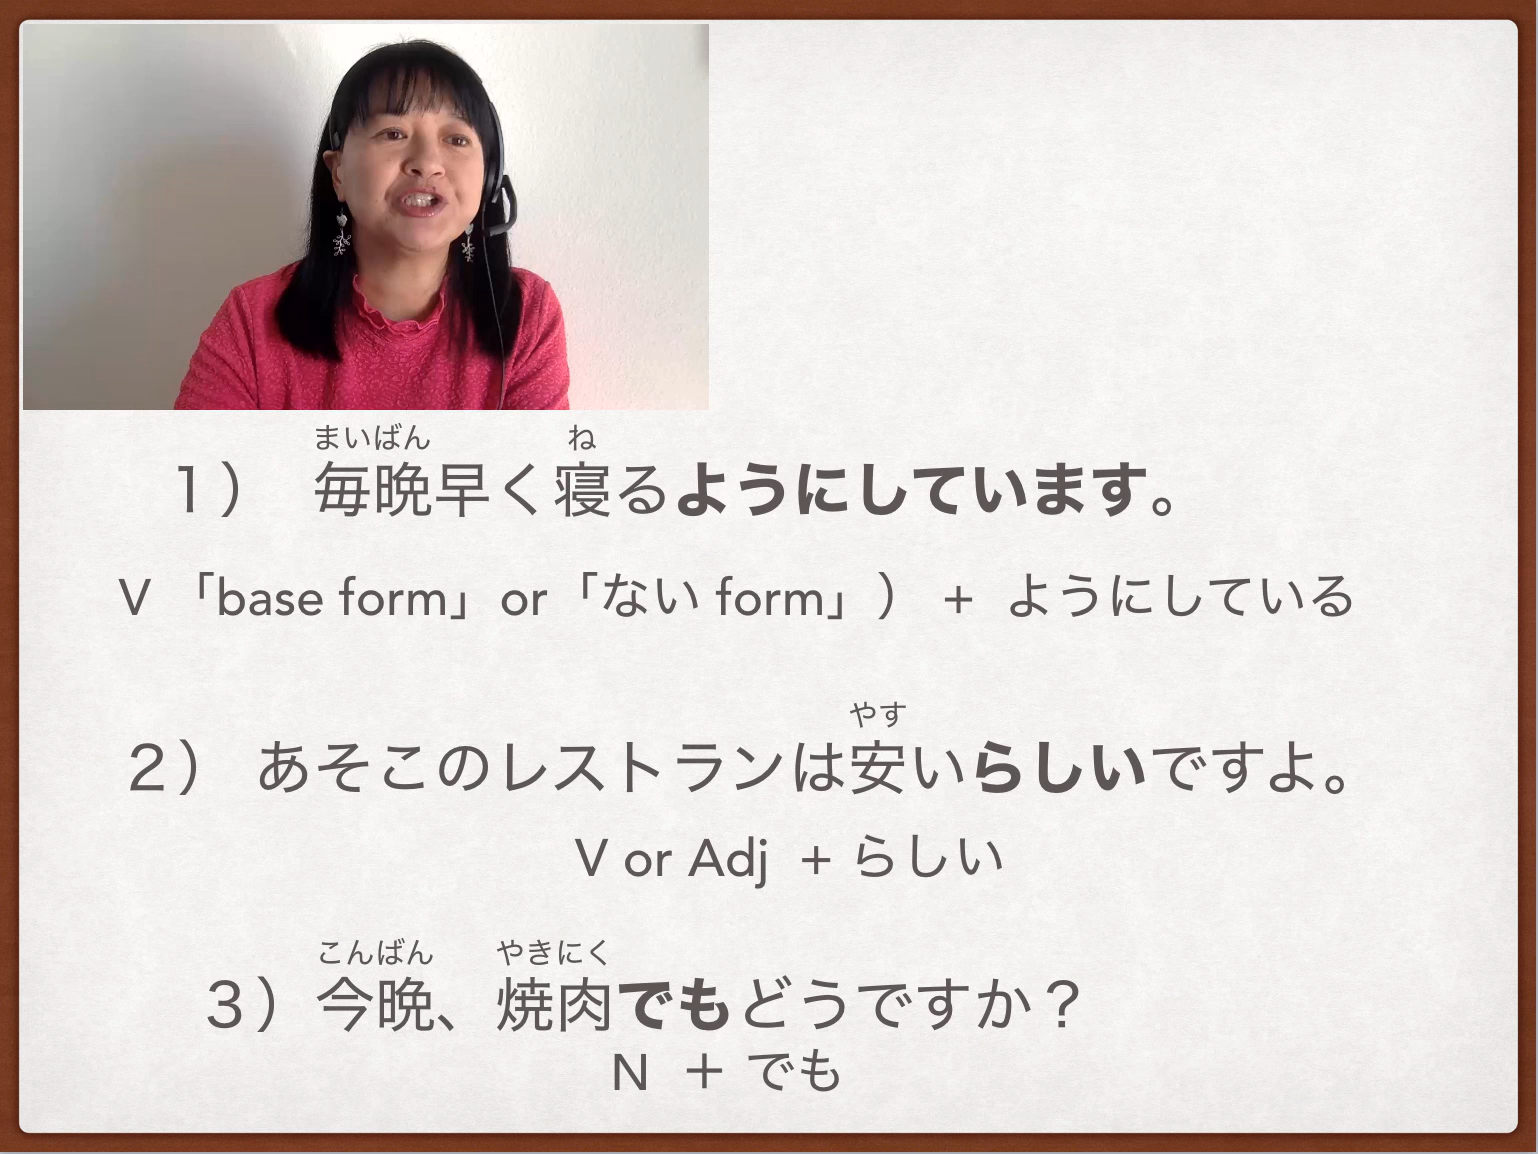 まいばん ね
１） 毎晩早く寝るようにしています。
V 「base form」or「ない form」） + ようにしている
やす
２） あそこのレストランは安いらしいですよ。
V or Adj + らしい
こんばん やきにく
３）今晩、焼肉でもどうですか？
N ＋ でも